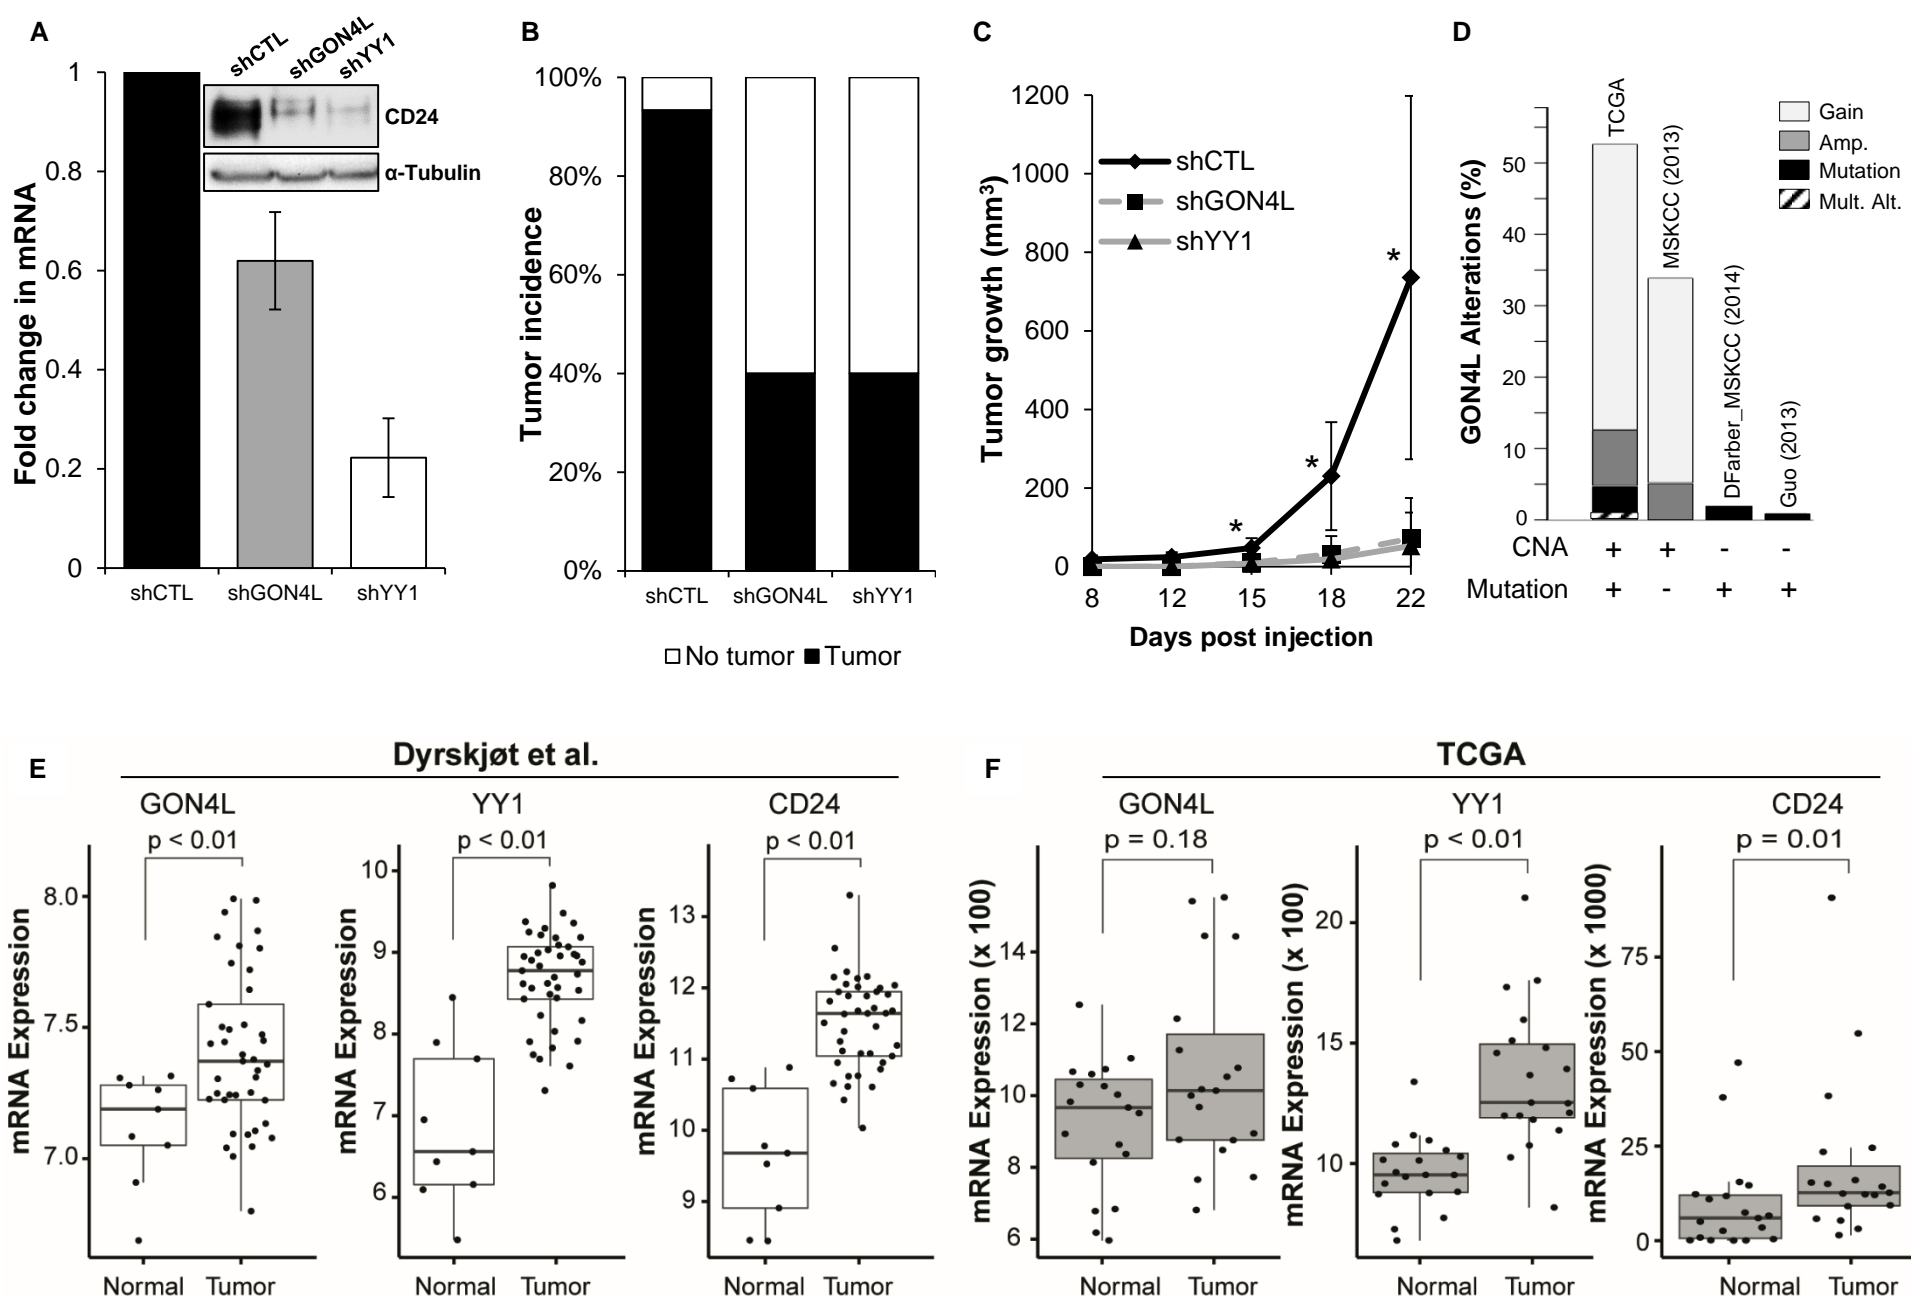 A
shCTL
shGON4L
shYY1
CD24
α-Tubulin
Fold change in mRNA
1
0.8
0.6
0.4
0.2
0
shCTL shGON4L shYY1
B
Tumor incidence
100%
80%
60%
40%
20%
0%
shCTL shGON4L shYY1
No tumor Tumor
C
Tumor growth (mm3)
1200
1000
800
600
400
200
0
shCTL
shGON4L
shYY1
*
*
*
8 12 15 18 22
Days post injection
D
GON4L Alterations (%)
50
40
30
20
10
0
TCGA
MSKCC (2013)
DFarber_MSKCC (2014)
Guo (2013)
Gain
Amp.
Mutation
Mult. Alt.
CNA + + - -
Mutation + - + +
E
Dyrskjøt et al.
GON4L
p < 0.01
mRNA Expression
8.0
7.5
7.0
Normal Tumor
YY1
p < 0.01
mRNA Expression
10
9
8
7
6
Normal Tumor
CD24
p < 0.01
mRNA Expression
13
12
11
10
9
Normal Tumor
F
TCGA
GON4L
p = 0.18
mRNA Expression (x 100)
14
12
10
8
6
Normal Tumor
YY1
p < 0.01
mRNA Expression (x 100)
20
15
10
Normal Tumor
CD24
p = 0.01
mRNA Expression (x 1000)
75
50
25
0
Normal Tumor